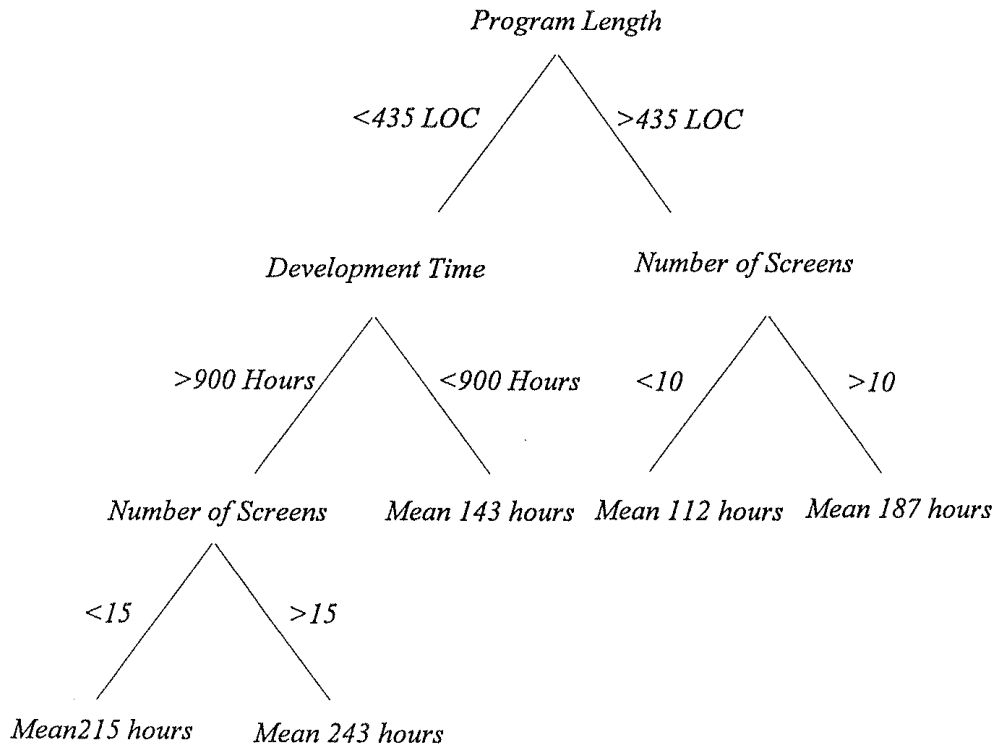 Program Length
<435 LOC
>435 LOC
Development Time
Number of Screens
>900 Hours
<900 Hours
<10
>10
Number of Screens
Mean 143 hours
Mean 112 hours
Mean 187 hours
<15
>15
Mean215 hours
Mean 243 hours